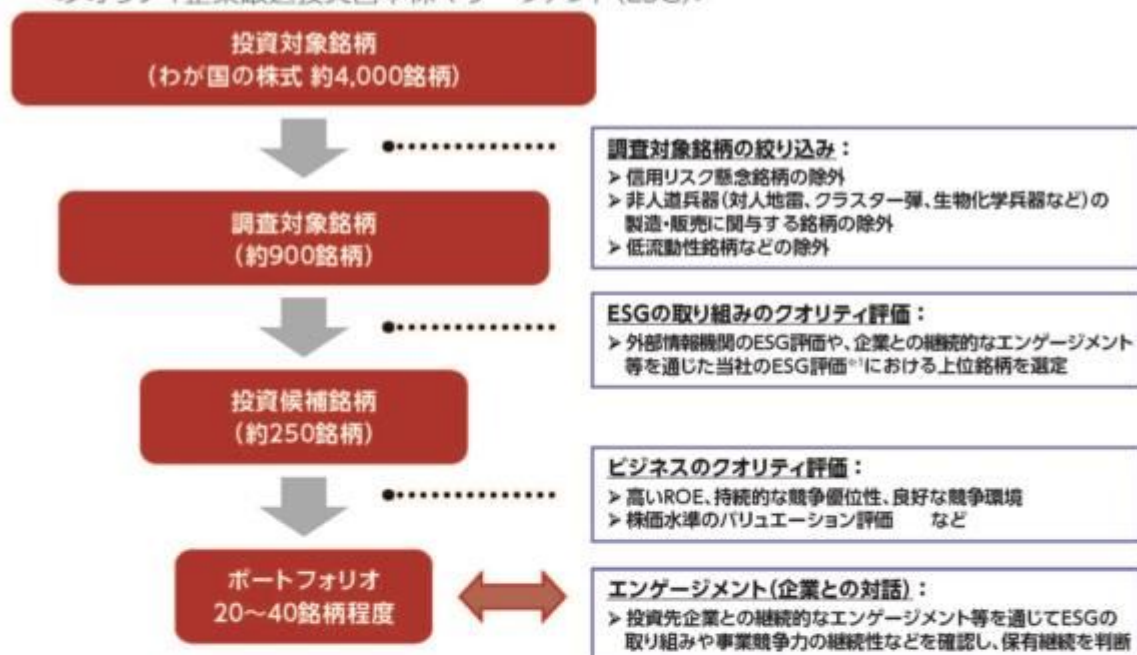 投資対象銘柄
(わが国の株式 約4,000銘柄)
調査対象銘柄の絞り込み：
➢ 信用リスク懸念銘柄の除外
➢ 非人道兵器(対人地雷、クラスター弾、生物化学兵器など)の
製造・販売に関与する銘柄の除外
➢ 低流動性銘柄などの除外
調査対象銘柄
(約900銘柄)
ESGの取り組みのクオリティ評価：
➢ 外部情報機関のESG評価や、企業との継続的なエンゲージメント
等を通じた当社のESG評価※1における上位銘柄を選定
投資候補銘柄
(約250銘柄)
ビジネスのクオリティ評価：
➢ 高いROE、持続的な競争優位性、良好な競争環境
➢ 株価水準のバリュエーション評価　など
ポートフォリオ
20～40銘柄程度
エンゲージメント(企業との対話)：
➢ 投資先企業との継続的なエンゲージメント等を通じてESGの
取り組みや事業競争力の継続性などを確認し、保有継続を判断